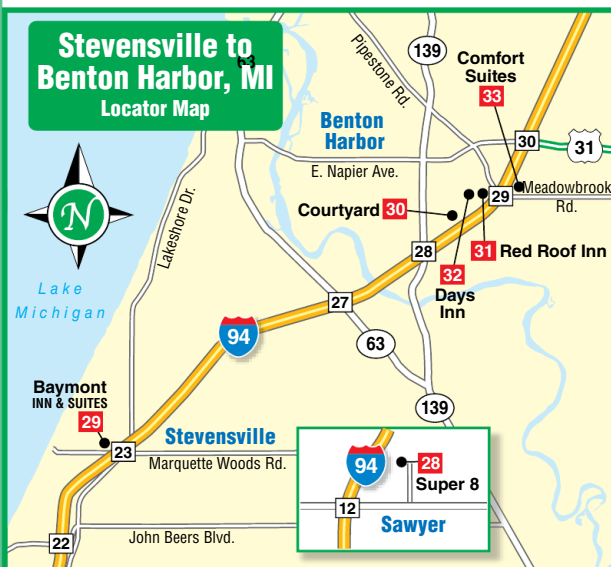 Stevensville to
Benton Harbor, MI
63
Locator Map
139
Pipestone Rd.
Comfort
Suites
33
Benton
Harbor
30
31
E. Napier Ave.
Meadowbrook
Rd.
29
Courtyard 30
N
Lakeshore Dr.
28
31 Red Roof Inn
32
Days
Inn
Lake
Michigan
27
94
63
139
Baymont
INN & SUITES
29
Stevensville
23
Marquette Woods Rd.
94
28
Super 8
12
Sawyer
John Beers Blvd.
22